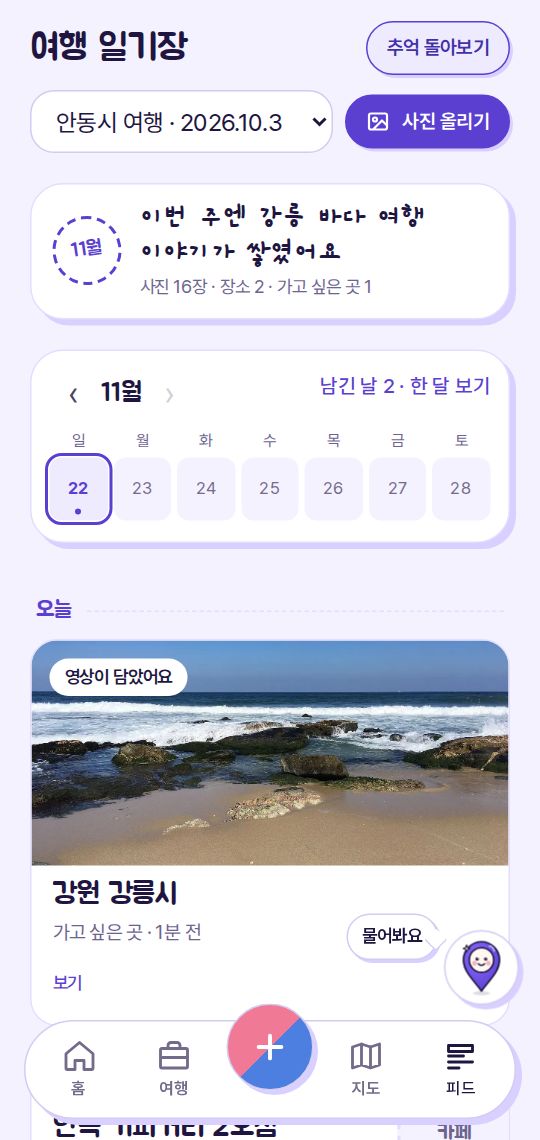 여행 일기장
추억 돌아보기
안동시 여행 · 2026.10.3
사진 올리기
11월
이번 주엔 강릉 바다 여행
이야기가 쌓였어요
사진 16장 · 장소 2 · 가고 싶은 곳 1
‹ 11월 ›
남긴 날 2 · 한 달 보기
일 월 화 수 목 금 토
22 23 24 25 26 27 28
오늘
영상이 담았어요
강원 강릉시
가고 싶은 곳 · 1분 전
물어봐요
보기
홈
여행
지도
피드
카페